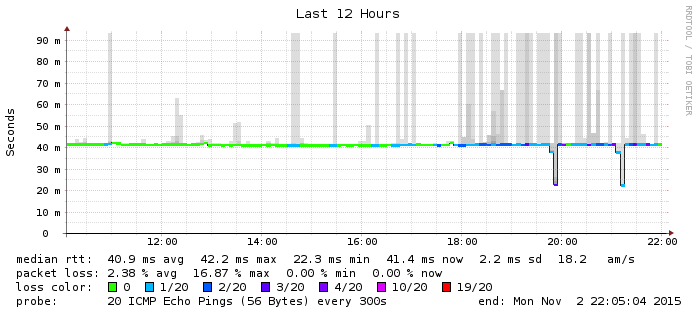 Last 12 Hours
RRDTOOL / TOBI OETIKER
Seconds
90 m
80 m
70 m
60 m
50 m
40 m
30 m
20 m
10 m
0
12:00 14:00 16:00 18:00 20:00 22:00
median rtt: 40.9 ms avg 42.2 ms max 22.3 ms min 41.4 ms now 2.2 ms sd 18.2 am/s
packet loss: 2.38 % avg 16.87 % max 0.00 % min 0.00 % now
loss color: 0 1/20 2/20 3/20 4/20 10/20 19/20
probe: 20 ICMP Echo Pings (56 Bytes) every 300s end: Mon Nov 2 22:05:04 2015